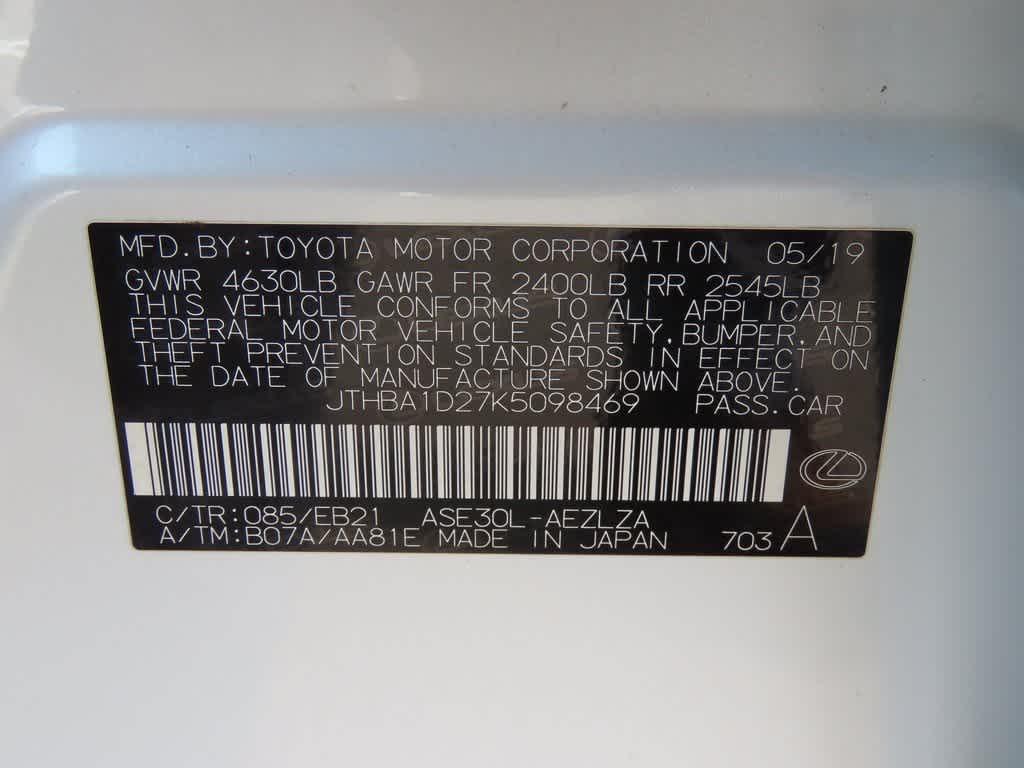 MFD.BY:TOYOTA MOTOR CORPORATION 05/19
GVWR 4630LB GAWR FR 2400LB RR 2545LB
THIS VEHICLE CONFORMS TO ALL APPLICABLE
FEDERAL MOTOR VEHICLE SAFETY,BUMPER,AND
THEFT PREVENTION STANDARDS IN EFFECT ON
THE DATE OF MANUFACTURE SHOWN ABOVE.
JTHBA1D27K5098469 PASS.CAR
C/TR:085/EB21 ASE30L-AEZLZA
A/TM:B07A/AA81E MADE IN JAPAN 703 A